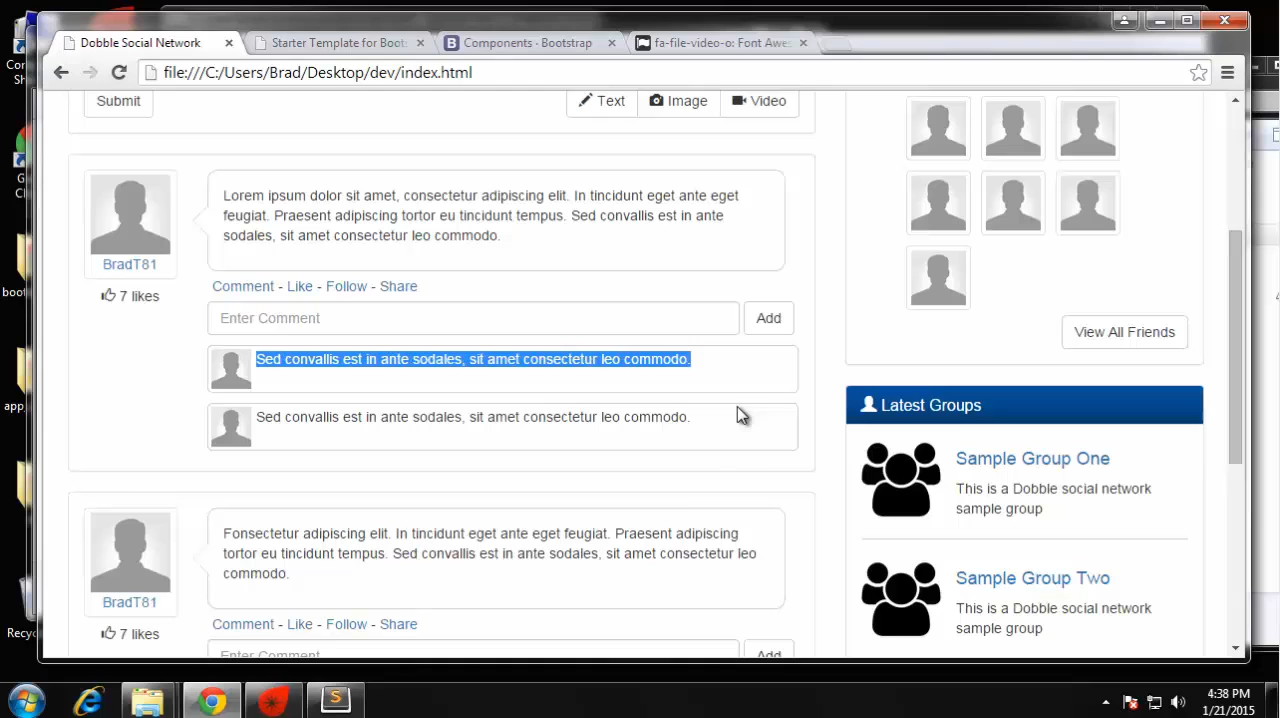 Dobble Social Network
Starter Template for Boots
Components · Bootstrap
fa-file-video-o: Font Awes
file:///C:/Users/Brad/Desktop/dev/index.html
Submit
Text
Image
Video
Lorem ipsum dolor sit amet, consectetur adipiscing elit. In tincidunt eget ante eget
feugiat. Praesent adipiscing tortor eu tincidunt tempus. Sed convallis est in ante
sodales, sit amet consectetur leo commodo.
BradT81
7 likes
Comment - Like - Follow - Share
Enter Comment
Add
Sed convallis est in ante sodales, sit amet consectetur leo commodo.
Sed convallis est in ante sodales, sit amet consectetur leo commodo.
Fonsectetur adipiscing elit. In tincidunt eget ante eget feugiat. Praesent adipiscing
tortor eu tincidunt tempus. Sed convallis est in ante sodales, sit amet consectetur leo
commodo.
BradT81
7 likes
Comment - Like - Follow - Share
Enter Comment
Add
View All Friends
Latest Groups
Sample Group One
This is a Dobble social network
sample group
Sample Group Two
This is a Dobble social network
sample group
Recyc
4:38 PM
1/21/2015